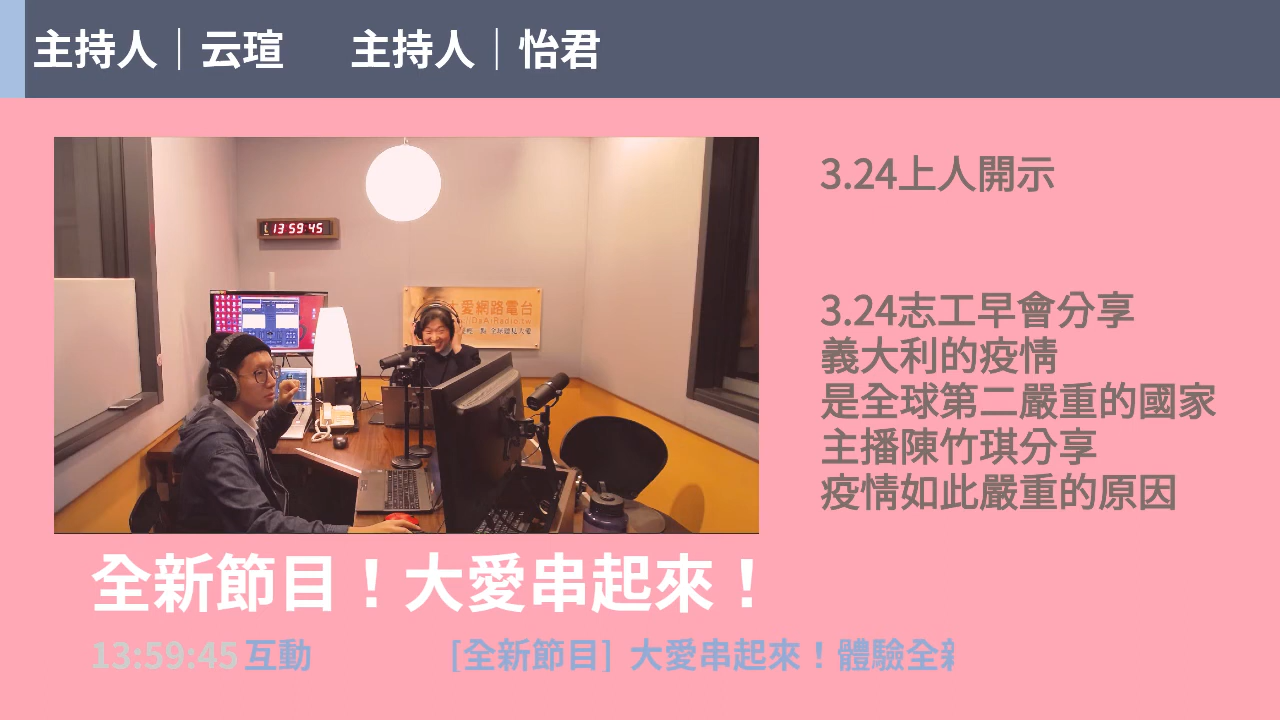 主持人｜云瑄 主持人｜怡君
13 59:45
大愛網路電台
3.24上人開示
3.24志工早會分享
義大利的疫情
是全球第二嚴重的國家
主播陳竹琪分享
疫情如此嚴重的原因
全新節目！大愛串起來！
13:59:45 互動 [全新節目] 大愛串起來！體驗全新